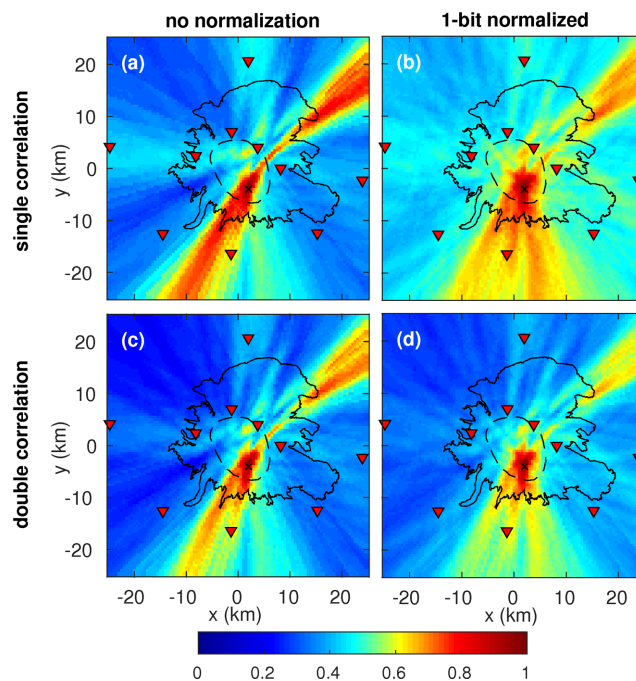 no normalization 1-bit normalized
single correlation
y (km)
20
10
0
-10
-20
(a)
(b)
double correlation
y (km)
20
10
0
-10
-20
(c)
(d)
-20 -10 0 10 20
-20 -10 0 10 20
x (km) x (km)
0 0.2 0.4 0.6 0.8 1